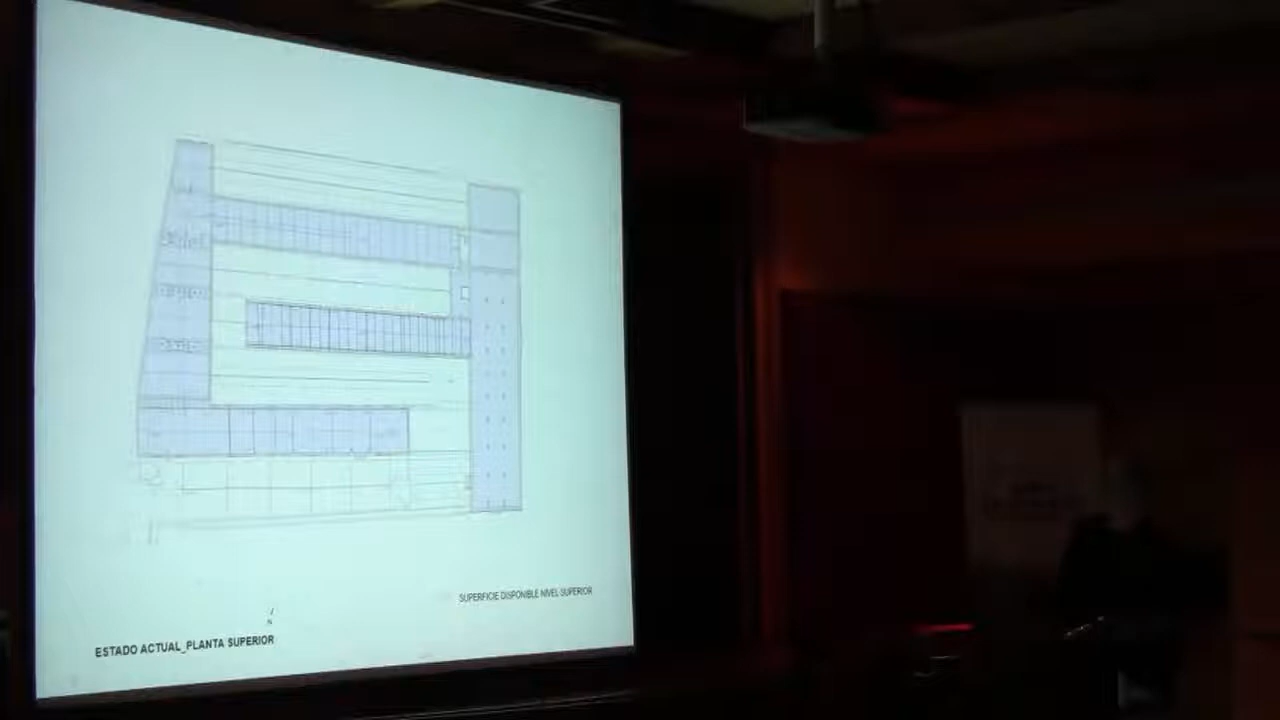 SUPERFICIE DISPONIBLE NIVEL SUPERIOR
N
ESTADO ACTUAL_PLANTA SUPERIOR